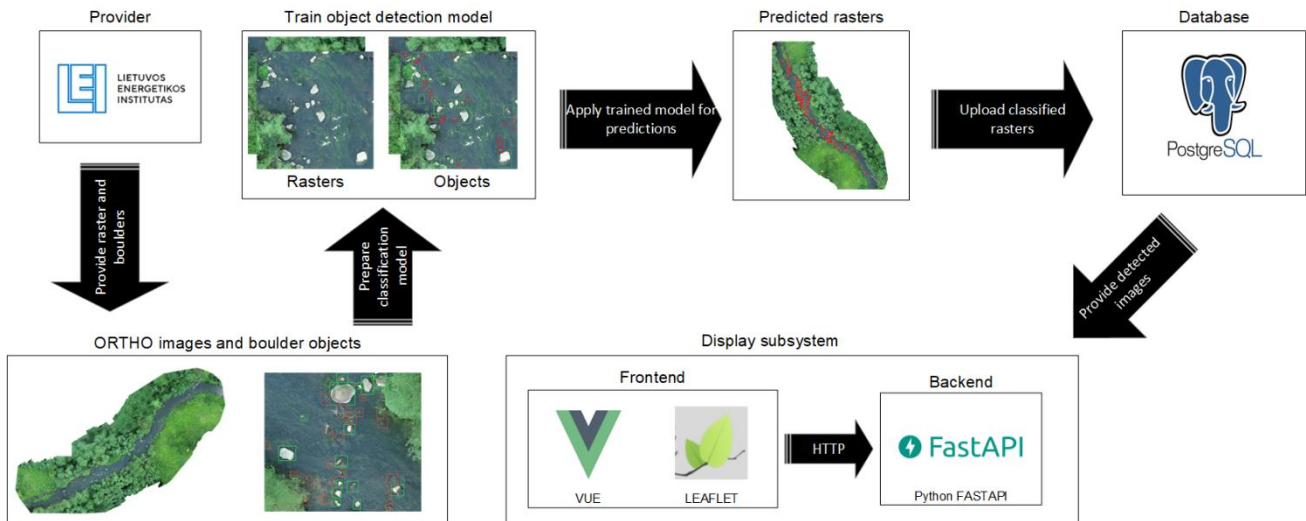 Provider
LIETUVOS
ENERGETIKOS
INSTITUTAS
Provide raster and
boulders
ORTHO images and boulder objects
Prepare
classification
model
Train object detection model
Rasters
Objects
Apply trained model for
predictions
Predicted rasters
Upload classified
rasters
Database
PostgreSQL
Provide detected
images
Display subsystem
Frontend
VUE
LEAFLET
HTTP
Backend
FastAPI
Python FASTAPI